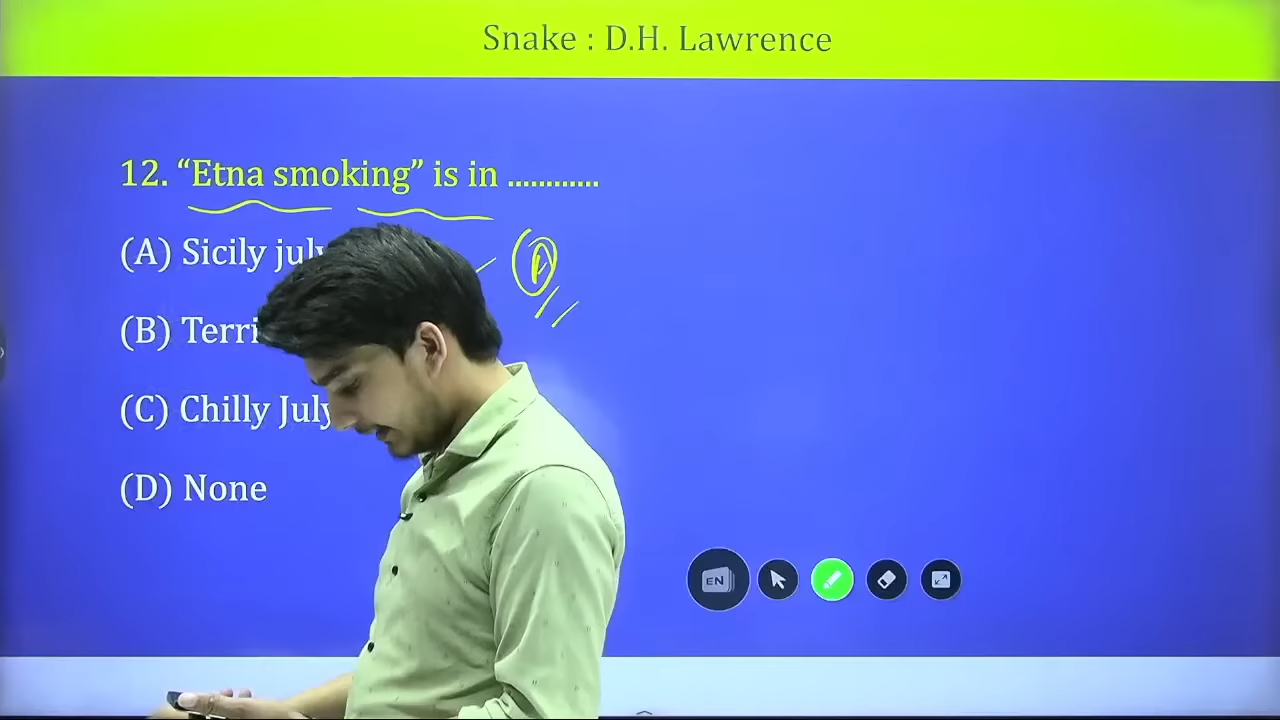 Snake : D.H. Lawrence
12. “Etna smoking” is in ............
(A) Sicily july
(A)
(B) Terri
(C) Chilly July
(D) None
EN